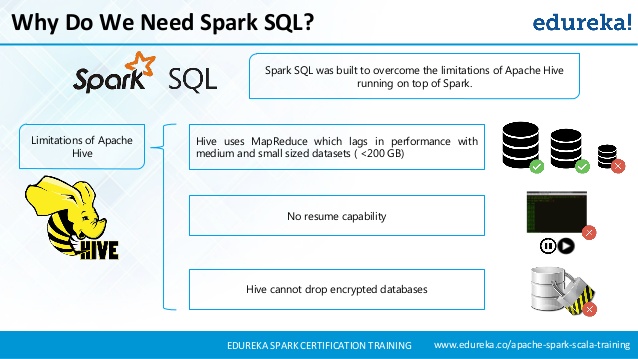 Why Do We Need Spark SQL?
edureka!
Spark SQL
Spark SQL was built to overcome the limitations of Apache Hive
running on top of Spark.
Limitations of Apache
Hive
Hive uses MapReduce which lags in performance with
medium and small sized datasets ( <200 GB)
No resume capability
HIVE
Hive cannot drop encrypted databases
EDUREKA SPARK CERTIFICATION TRAINING
www.edureka.co/apache-spark-scala-training